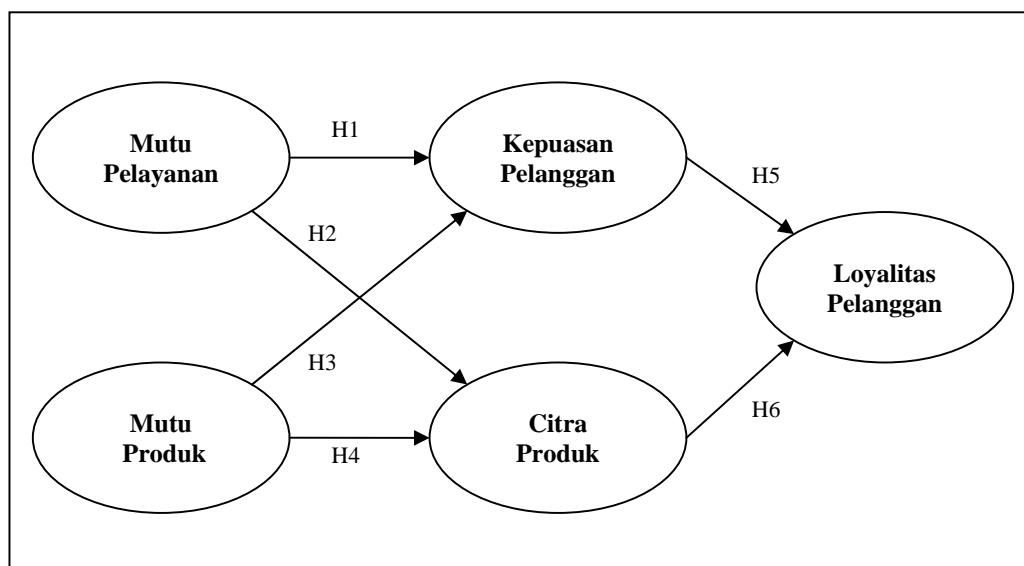 Mutu
Pelayanan
H1
Kepuasan
Pelanggan
H5
H2
Loyalitas
Pelanggan
H3
Mutu
Produk
H4
Citra
Produk
H6